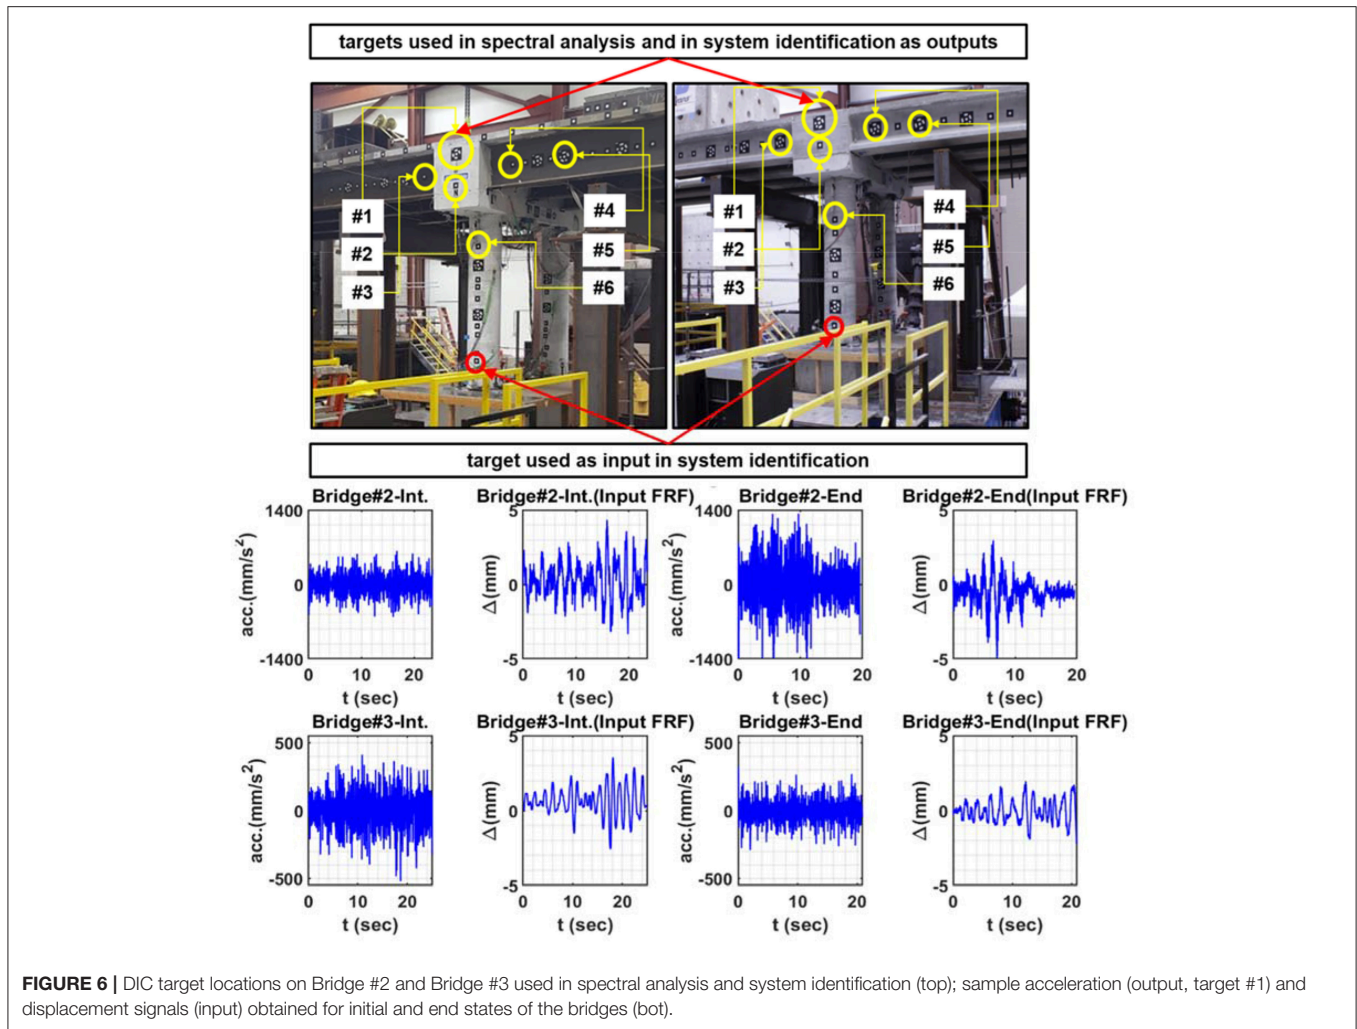 targets used in spectral analysis and in system identification as outputs
#1
#2
#3
#4
#5
#6
#1
#2
#3
#4
#5
#6
target used as input in system identification
Bridge#2-Int.
1400
0
-1400
acc.(mm/s²)
0 10 20
t (sec)
Bridge#2-Int.(Input FRF)
5
0
-5
Δ(mm)
0 10 20
t (sec)
Bridge#2-End
1400
0
-1400
acc.(mm/s²)
0 10 20
t (sec)
Bridge#2-End(Input FRF)
5
0
-5
Δ(mm)
0 10 20
t (sec)
Bridge#3-Int.
500
0
-500
acc.(mm/s²)
0 10 20
t (sec)
Bridge#3-Int.(Input FRF)
5
0
-5
Δ(mm)
0 10 20
t (sec)
Bridge#3-End
500
0
-500
acc.(mm/s²)
0 10 20
t (sec)
Bridge#3-End(Input FRF)
5
0
-5
Δ(mm)
0 10 20
t (sec)
FIGURE 6 | DIC target locations on Bridge #2 and Bridge #3 used in spectral analysis and system identification (top); sample acceleration (output, target #1) and
displacement signals (input) obtained for initial and end states of the bridges (bot).